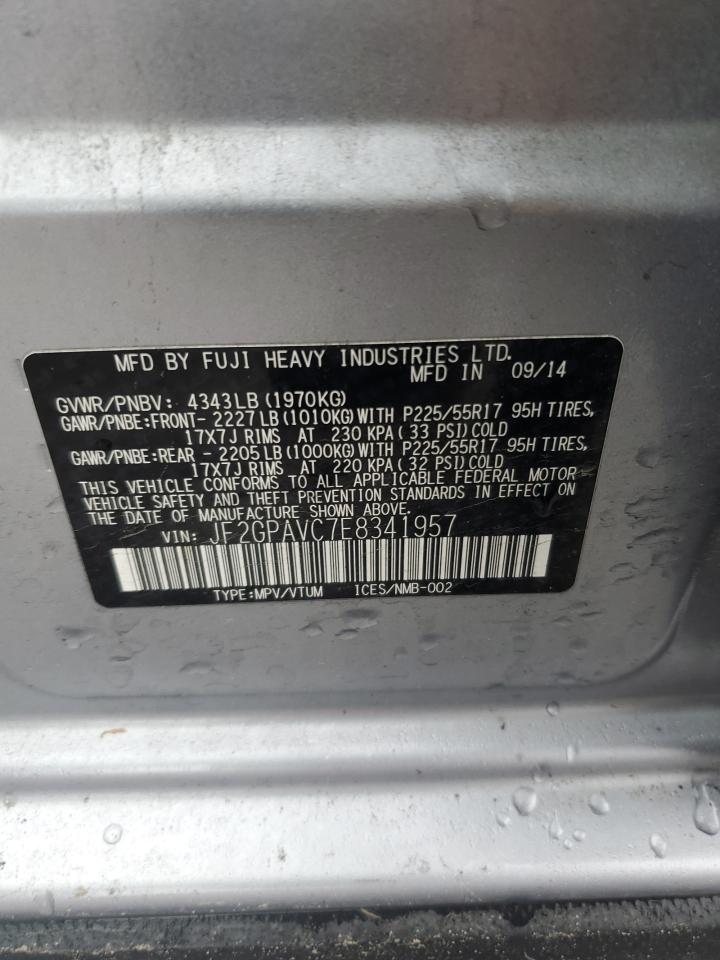 MFD BY FUJI HEAVY INDUSTRIES LTD.
MFD IN 09/14
GVWR/PNBV: 4343LB(1970KG)
GAWR/PNBE:FRONT- 2227LB(1010KG)WITH P225/55R17 95H TIRES,
17X7J RIMS AT 230 KPA(33 PSI)COLD
GAWR/PNBE:REAR - 2205LB(1000KG)WITH P225/55R17 95H TIRES,
17X7J RIMS AT 220 KPA(32 PSI)COLD
THIS VEHICLE CONFORMS TO ALL APPLICABLE FEDERAL MOTOR
VEHICLE SAFETY AND THEFT PREVENTION STANDARDS IN EFFECT ON
THE DATE OF MANUFACTURE SHOWN ABOVE.
VIN: JF2GPAVC7E8341957
TYPE:MPV/VTUM ICES/NMB-002